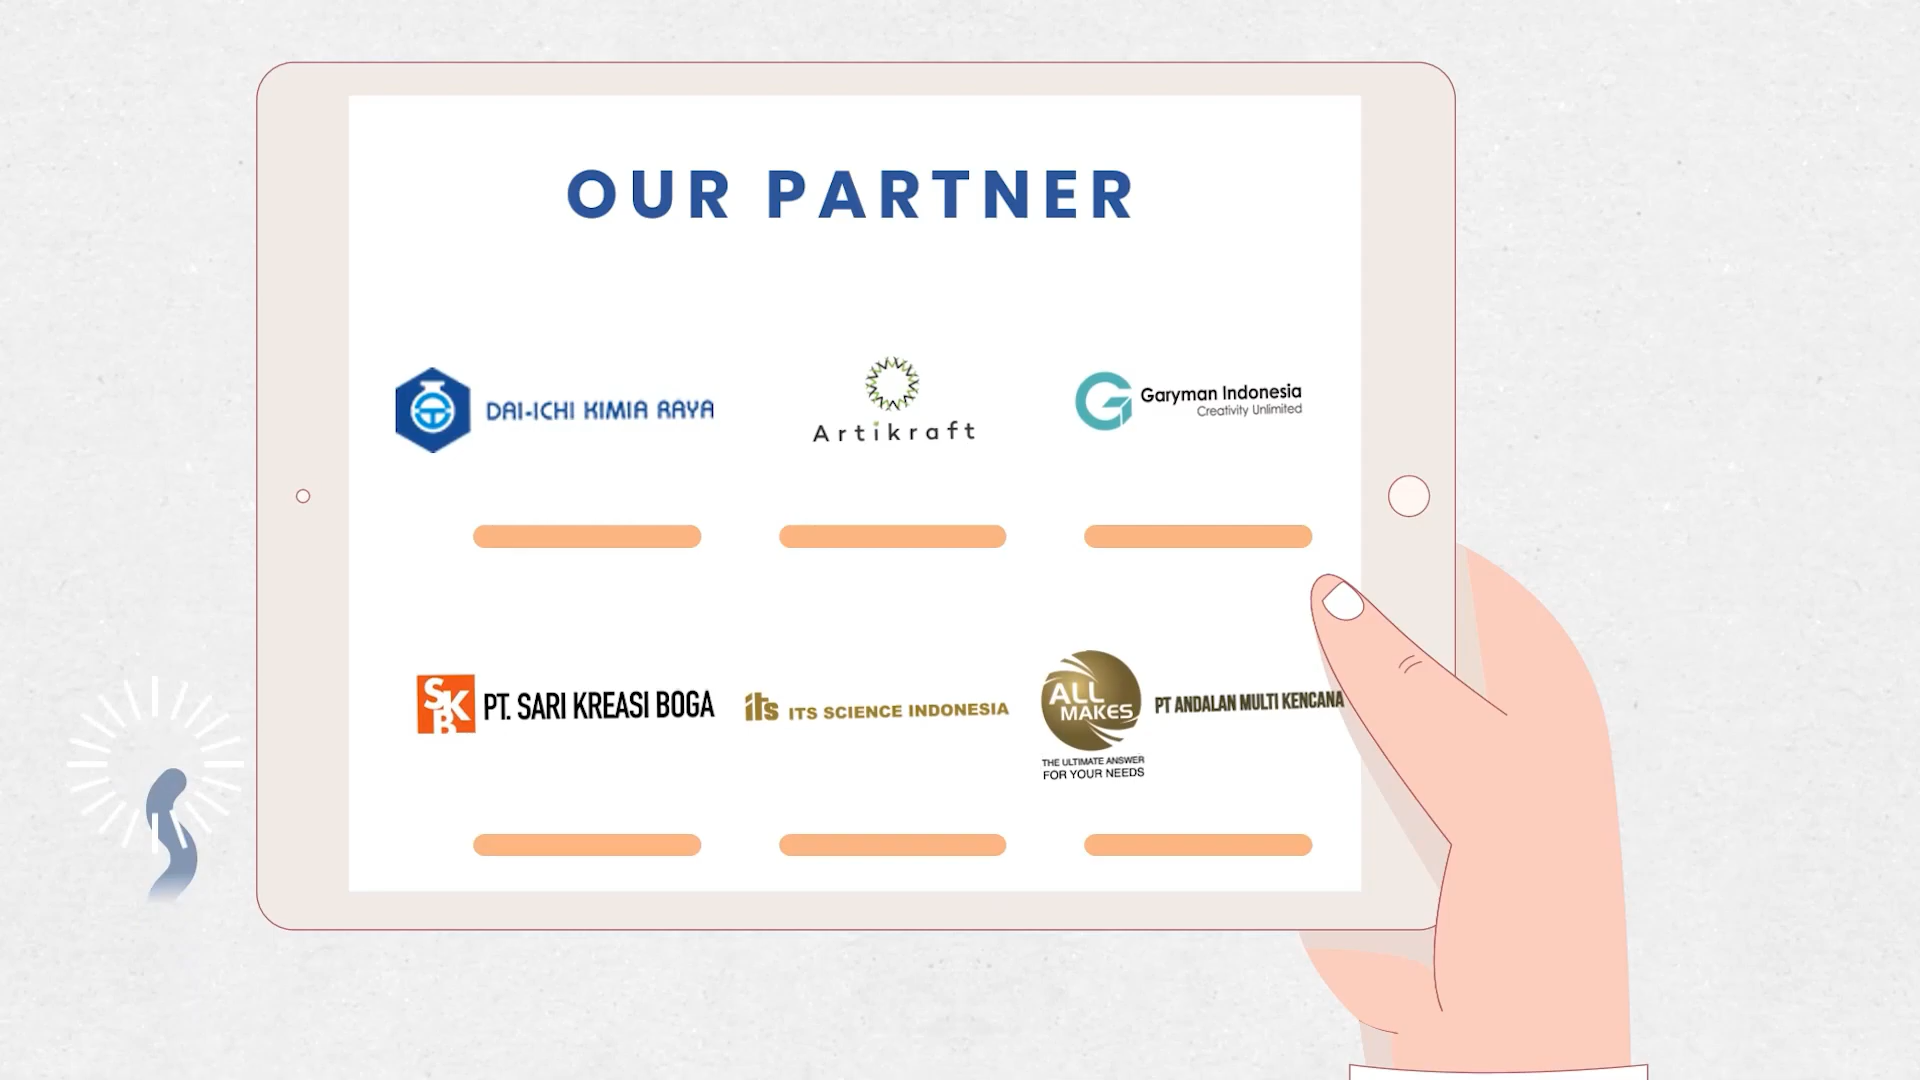 OUR PARTNER
DAI-ICHI KIMIA RAYA
Artikraft
Garyman Indonesia
Creativity Unlimited
SKB
PT. SARI KREASI BOGA
its
ITS SCIENCE INDONESIA
ALL
MAKES
THE ULTIMATE ANSWER
FOR YOUR NEEDS
PT ANDALAN MULTI KENCANA